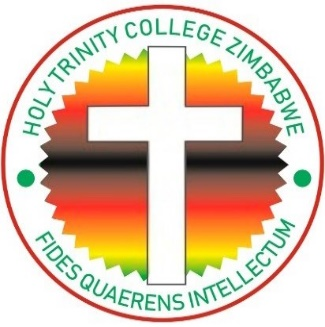 HOLY TRINITY COLLEGE ZIMBABWE
FIDES QUAERENS INTELLECTUM